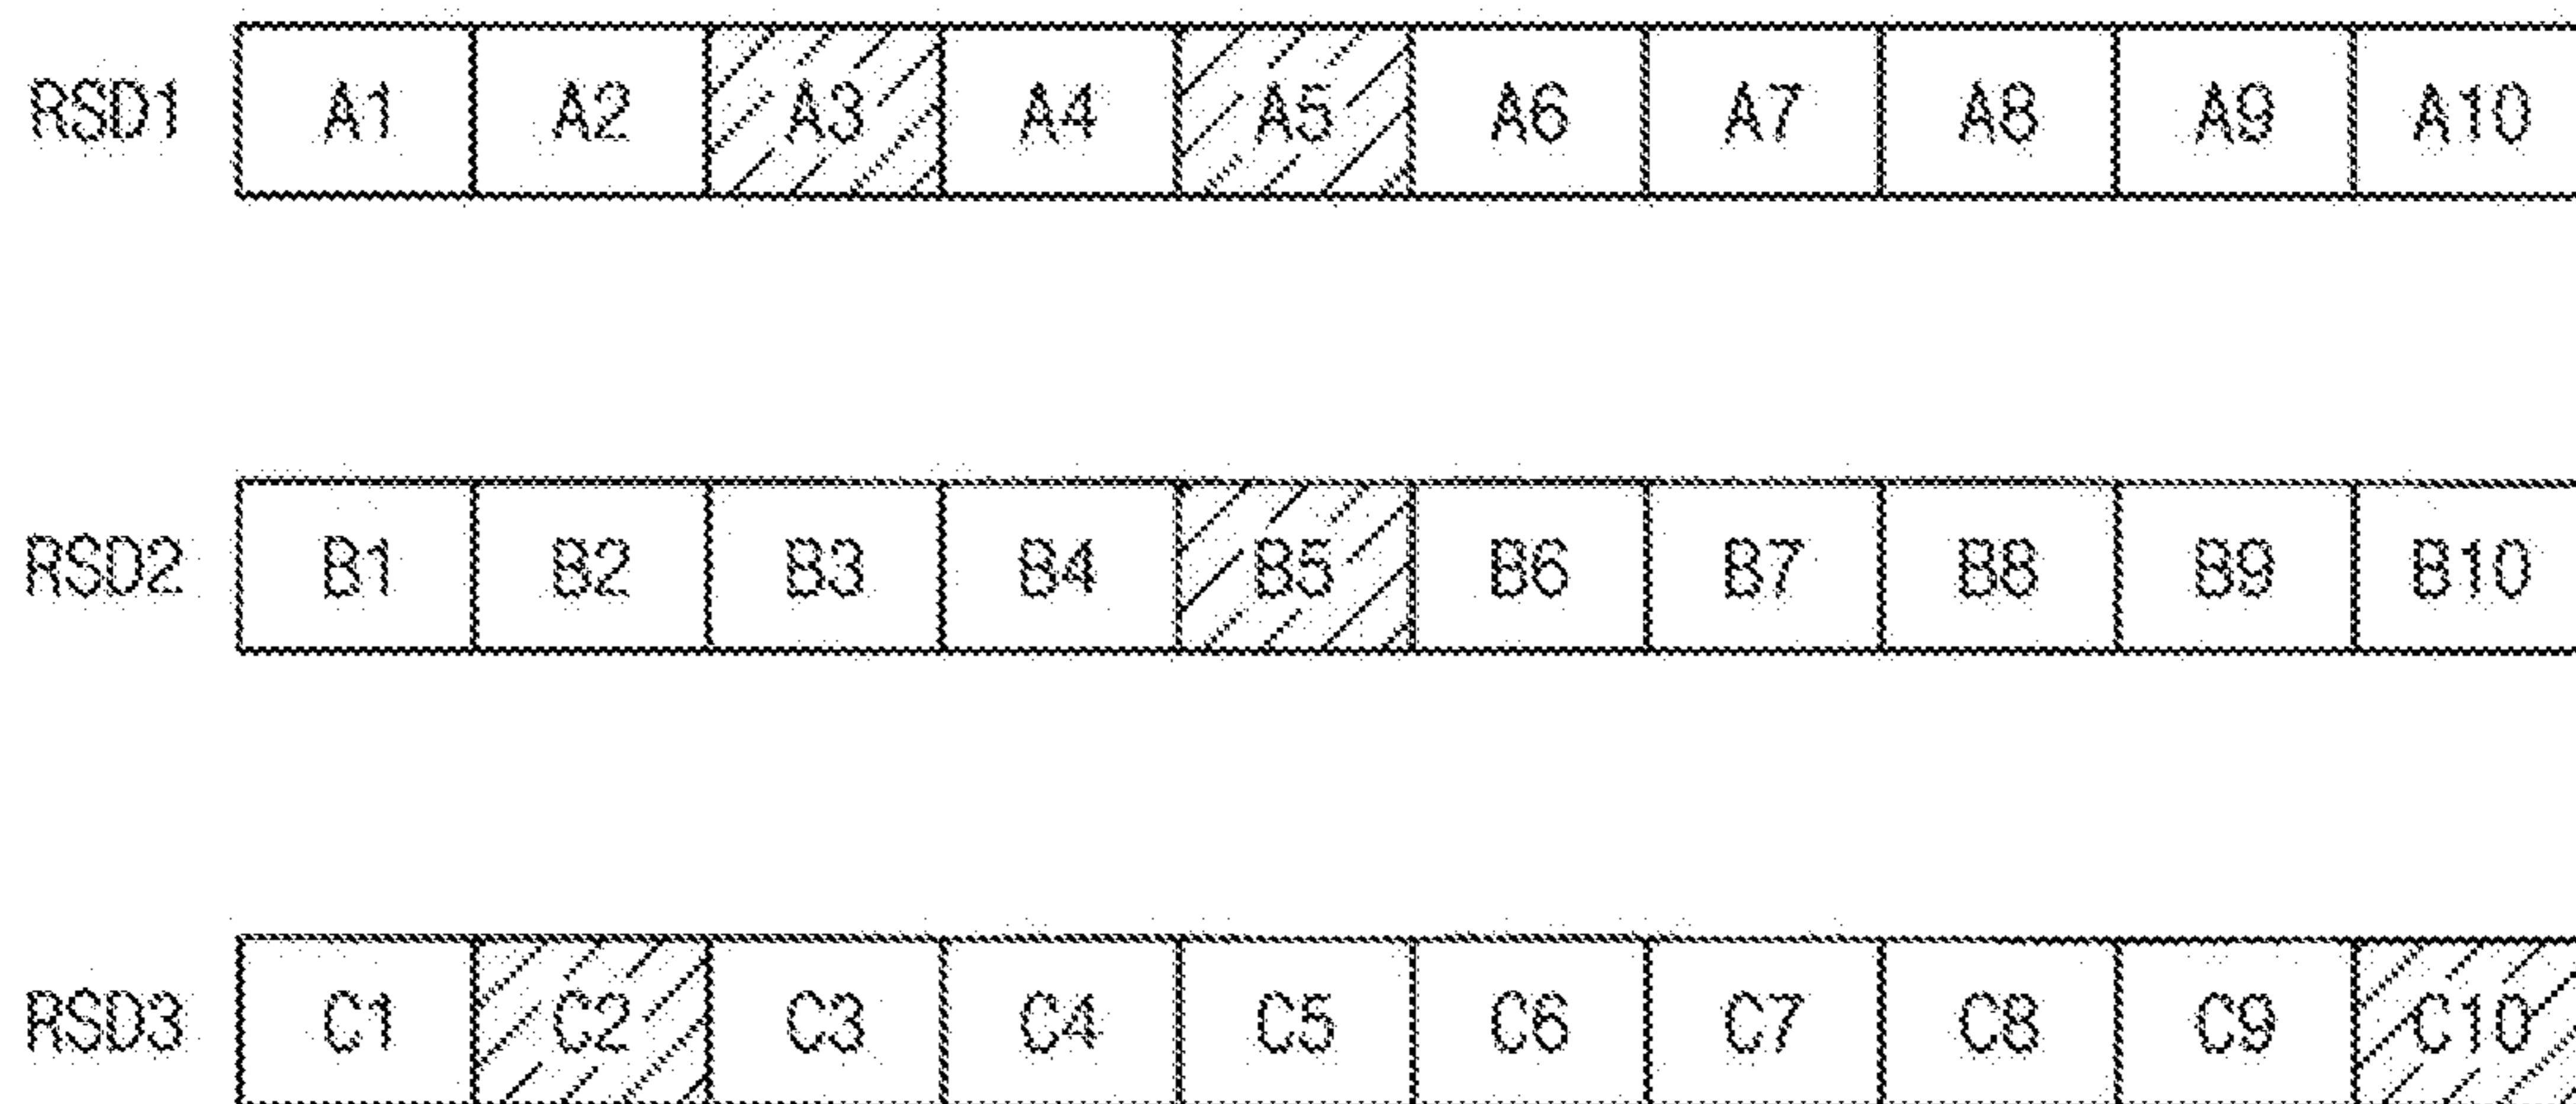 RSD1 A1 A2 A3 A4 A5 A6 A7 A8 A9 A10
RSD2 B1 B2 B3 B4 B5 B6 B7 B8 B9 B10
RSD3 C1 C2 C3 C4 C5 C6 C7 C8 C9 C10